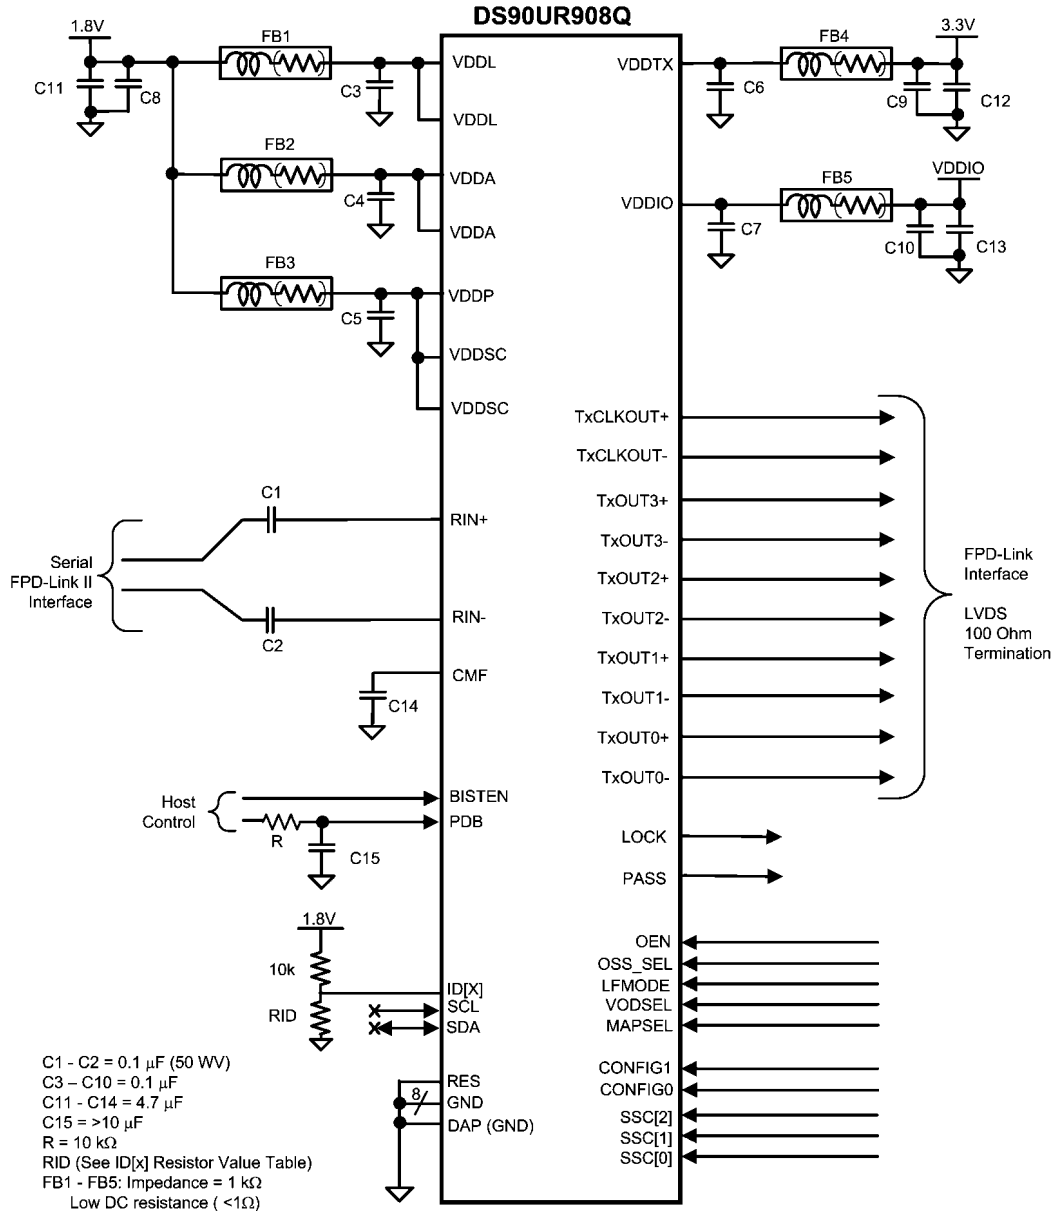 DS90UR908Q
1.8V
FB1
C11
C8
C3
VDDL
VDDL
FB2
C4
VDDA
VDDA
FB3
C5
VDDP
VDDSC
VDDSC
VDDTX
C6
FB4
3.3V
C9
C12
VDDIO
C7
FB5
VDDIO
C10
C13
C1
RIN+
Serial
FPD-Link II
Interface
C2
RIN-
CMF
C14
Host
Control
BISTEN
PDB
R
C15
1.8V
10k
RID
ID[X]
SCL
SDA
RES
8
GND
DAP (GND)
TxCLKOUT+
TxCLKOUT-
TxOUT3+
TxOUT3-
TxOUT2+
TxOUT2-
TxOUT1+
TxOUT1-
TxOUT0+
TxOUT0-
FPD-Link
Interface
LVDS
100 Ohm
Termination
LOCK
PASS
OEN
OSS_SEL
LFMODE
VODSEL
MAPSEL
CONFIG1
CONFIG0
SSC[2]
SSC[1]
SSC[0]
C1 - C2 = 0.1 μF (50 WV)
C3 – C10 = 0.1 μF
C11 - C14 = 4.7 μF
C15 = >10 μF
R = 10 kΩ
RID (See ID[x] Resistor Value Table)
FB1 - FB5: Impedance = 1 kΩ
Low DC resistance ( <1Ω)